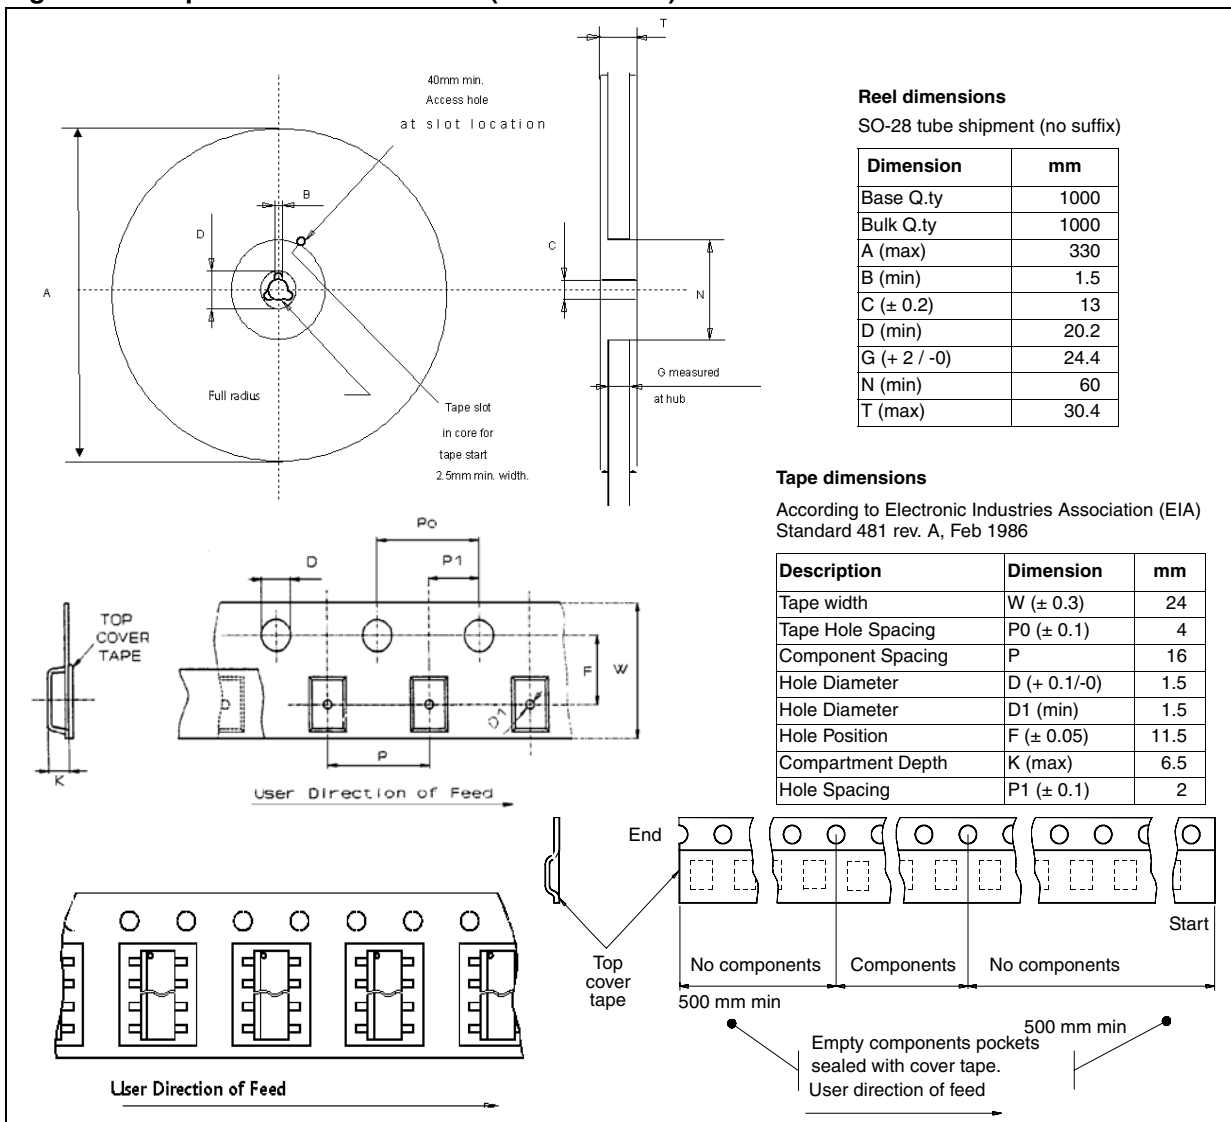 T
40mm min.
Access hole
at slot location
B
D
A
C
N
Full radius
G measured
at hub
Tape slot
in core for
tape start
2.5mm min. width.
Reel dimensions
SO-28 tube shipment (no suffix)
Dimension mm
Base Q.ty 1000
Bulk Q.ty 1000
A (max) 330
B (min) 1.5
C (± 0.2) 13
D (min) 20.2
G (+ 2 / -0) 24.4
N (min) 60
T (max) 30.4
Tape dimensions
According to Electronic Industries Association (EIA)
Standard 481 rev. A, Feb 1986
Description Dimension mm
Tape width W (± 0.3) 24
Tape Hole Spacing P0 (± 0.1) 4
Component Spacing P 16
Hole Diameter D (+ 0.1/-0) 1.5
Hole Diameter D1 (min) 1.5
Hole Position F (± 0.05) 11.5
Compartment Depth K (max) 6.5
Hole Spacing P1 (± 0.1) 2
Po
D
P1
TOP
COVER
TAPE
F
W
D1
P
K
User Direction of Feed
End
Start
Top
cover
tape
No components
Components
No components
500 mm min
500 mm min
Empty components pockets
sealed with cover tape.
User direction of feed
User Direction of Feed